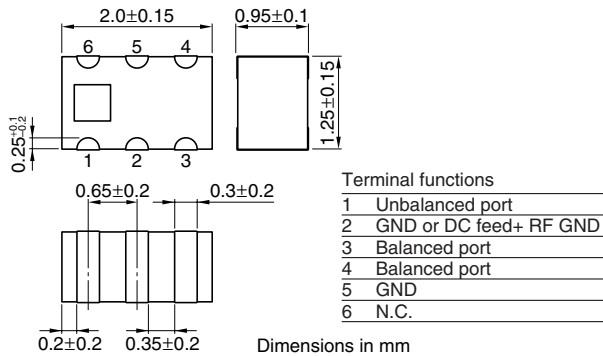 2.0±0.15
0.95±0.1
6 5 4
1.25±0.15
0.25+0.1−0.2
1 2 3
0.65±0.2
0.3±0.2
Terminal functions
1 Unbalanced port
2 GND or DC feed+ RF GND
3 Balanced port
4 Balanced port
5 GND
6 N.C.
0.2±0.2
0.35±0.2
Dimensions in mm